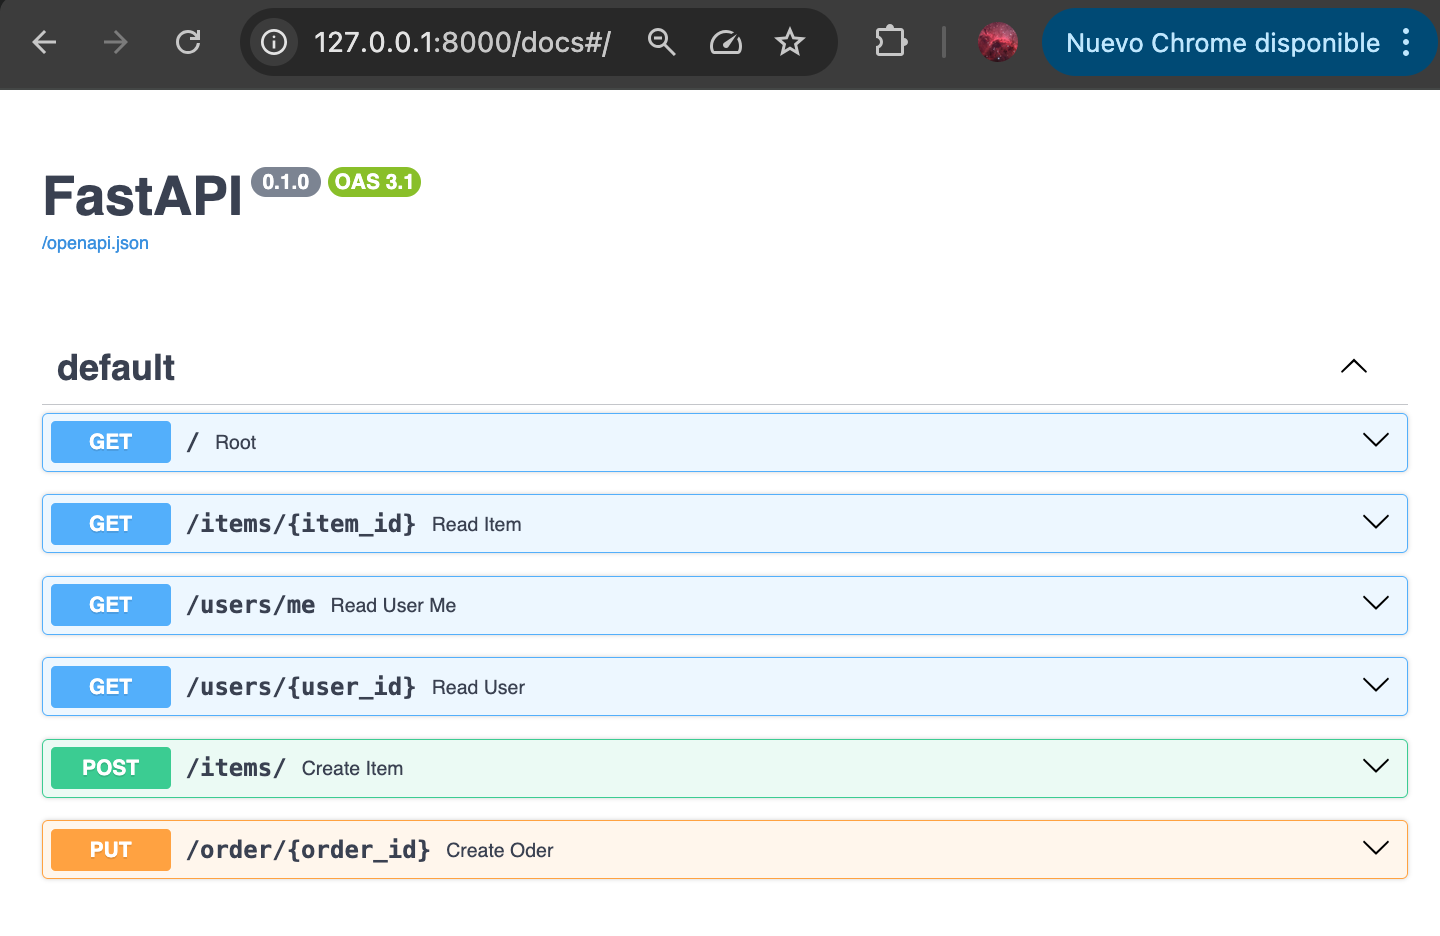 127.0.0.1:8000/docs#/
Nuevo Chrome disponible
FastAPI 0.1.0 OAS 3.1
/openapi.json
default
GET / Root
GET /items/{item_id} Read Item
GET /users/me Read User Me
GET /users/{user_id} Read User
POST /items/ Create Item
PUT /order/{order_id} Create Oder